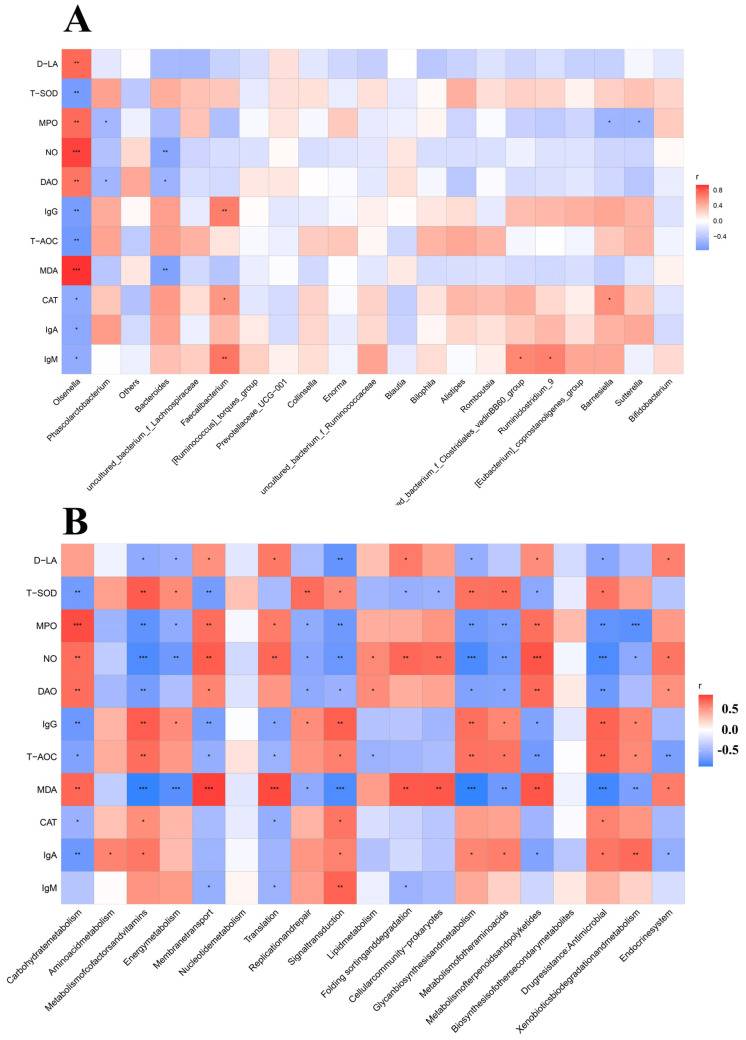 A
D-LA
**
T-SOD
**
MPO
** * * *
NO
*** **
DAO
** * *
IgG
** **
T-AOC
**
MDA
*** **
CAT
* * *
IgA
*
IgM
* ** * *
r
0.8
0.4
0.0
-0.4
Olsenella
Phascolarctobacterium
Others
Bacteroides
uncultured_bacterium_f_Lachnospiraceae
Faecalibacterium
[Ruminococcus]_torques_group
Prevotellaceae_UCG-001
Collinsella
Enorma
uncultured_bacterium_f_Ruminococcaceae
Blautia
Bilophila
Alistipes
Romboutsia
ed_bacterium_f_Clostridiales_vadinBB60_group
Ruminiclostridium_9
[Eubacterium]_coprostanoligenes_group
Barnesiella
Sutterella
Bifidobacterium
B
D-LA
* * * * ** * * * * *
T-SOD
** ** * ** ** * * * ** ** * *
MPO
*** ** * ** * * ** ** ** ** ** ***
NO
** *** ** ** ** * ** * ** ** *** ** *** *** * *
DAO
** ** * * * * * * ** ** *
IgG
** ** * ** * * ** ** * * ** *
T-AOC
* ** * * * * ** * ** ** * **
MDA
** *** *** *** *** * *** ** ** *** ** ** *** ** *
CAT
* * * * *
IgA
** * * * * * * * ** *
IgM
* * ** *
r
0.5
0.0
-0.5
Carbohydratemetabolism
Aminoacidmetabolism
Metabolismofcofactorsandvitamins
Energymetabolism
Membranetransport
Nucleotidemetabolism
Translation
Replicationandrepair
Signaltransduction
Lipidmetabolism
Folding sortinganddegradation
Cellularcommunity-prokaryotes
Glycanbiosynthesisandmetabolism
Metabolismofotheraminoacids
Metabolismofterpenoidsandpolyketides
Biosynthesisofothersecondarymetabolites
Drugresistance:Antimicrobial
Xenobioticsbiodegradationandmetabolism
Endocrinesystem